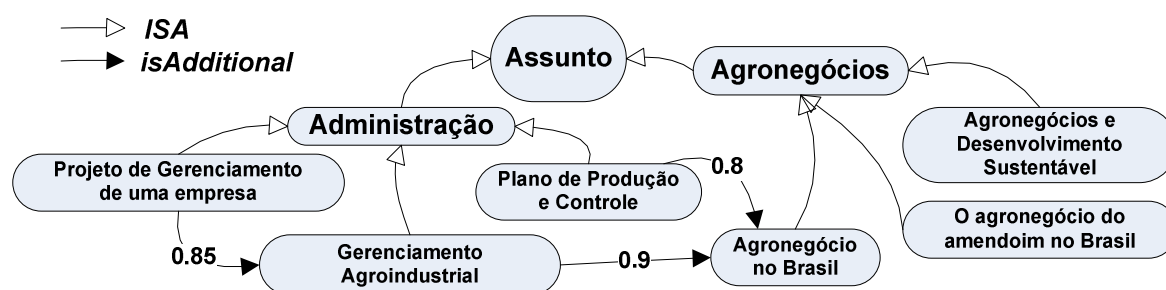 ISA
isAdditional
Assunto
Agronegócios
Administração
Agronegócios e
Desenvolvimento
Sustentável
Projeto de Gerenciamento
de uma empresa
Plano de Produção
e Controle
0.8
O agronegócio do
amendoim no Brasil
0.85
Gerenciamento
Agroindustrial
0.9
Agronegócio
no Brasil